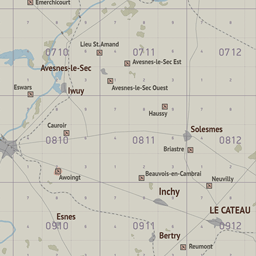 Emerchicourt
Lieu St.Amand
0710
0711
0712
Avesnes-le-Sec Est
Avesnes-le-Sec
Eswars
Iwuy
Avesnes-le-Sec Ouest
Haussy
Cauroir
Solesmes
0810
0811
0812
Briastre
Awoingt
Beauvois-en-Cambrai
Neuvilly
Inchy
Esnes
LE CATEAU
0910
0911
0912
Bertry
Reumont